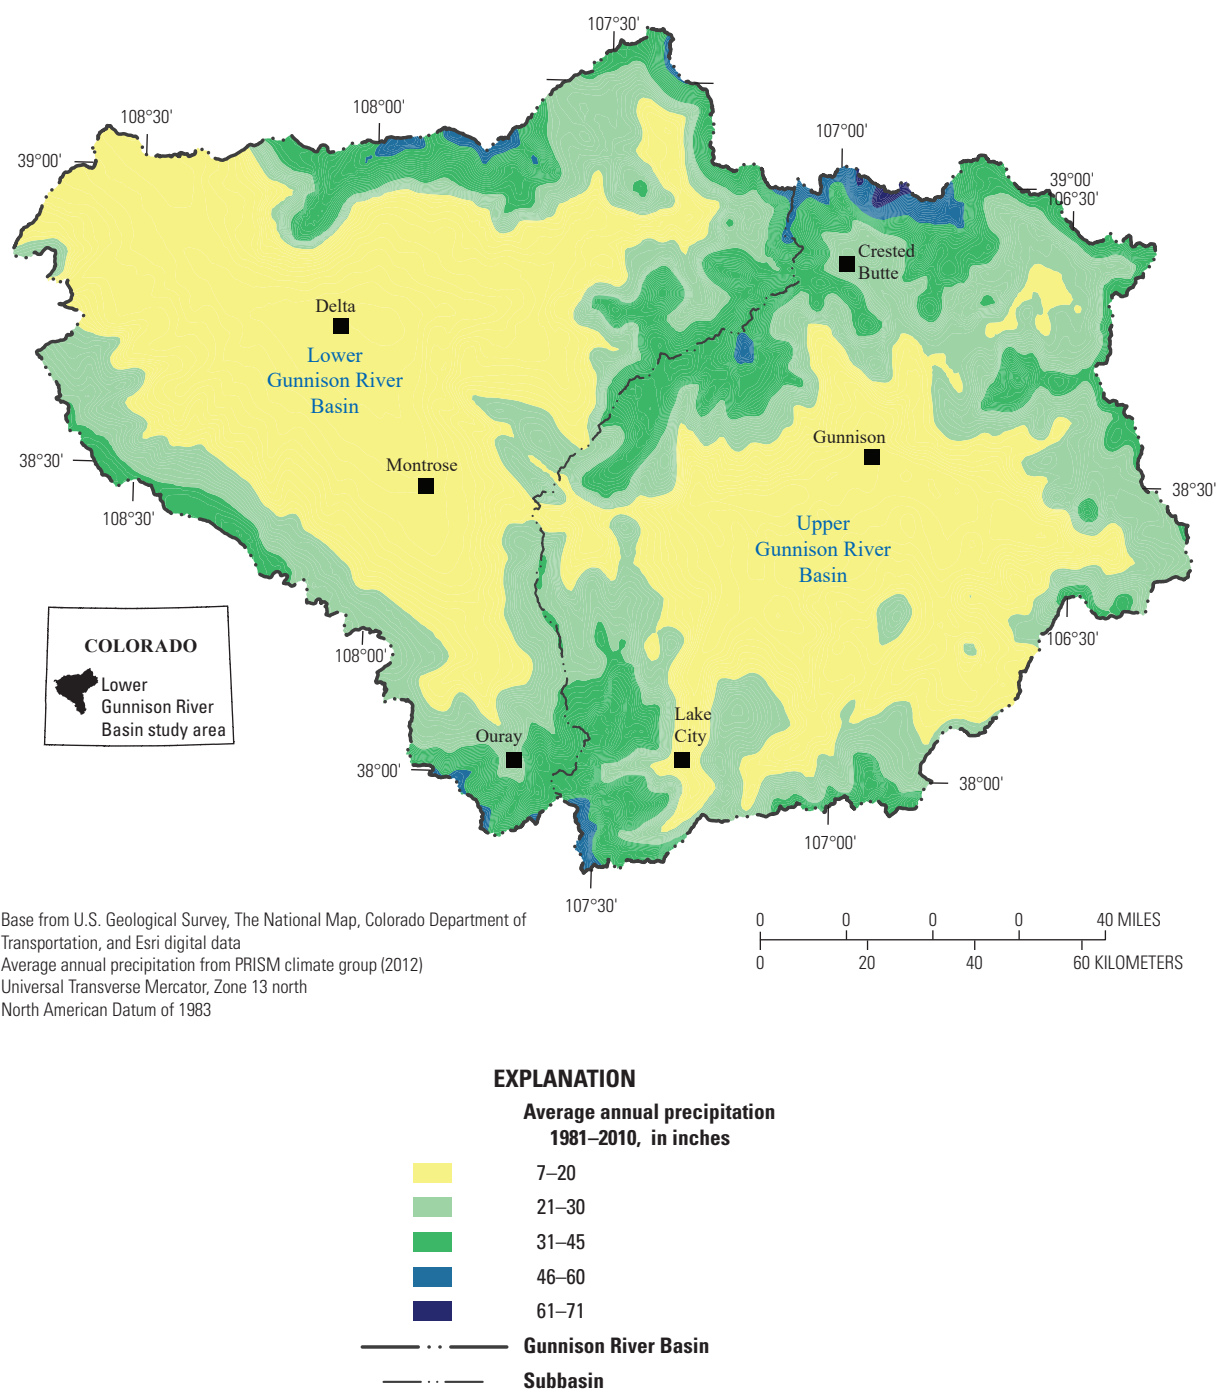 107°30'
108°30'
108°00'
107°00'
39°00'
39°00'
106°30'
Crested
Butte
Delta
Lower
Gunnison River
Basin
Gunnison
Montrose
38°30'
38°30'
108°30'
Upper
Gunnison River
Basin
COLORADO
Lower
Gunnison River
Basin study area
108°00'
106°30'
Lake
City
Ouray
38°00'
38°00'
107°00'
107°30'
Base from U.S. Geological Survey, The National Map, Colorado Department of
Transportation, and Esri digital data
Average annual precipitation from PRISM climate group (2012)
Universal Transverse Mercator, Zone 13 north
North American Datum of 1983
0 0 0 0 40 MILES
0 20 40 60 KILOMETERS
EXPLANATION
Average annual precipitation
1981–2010, in inches
7–20
21–30
31–45
46–60
61–71
Gunnison River Basin
Subbasin